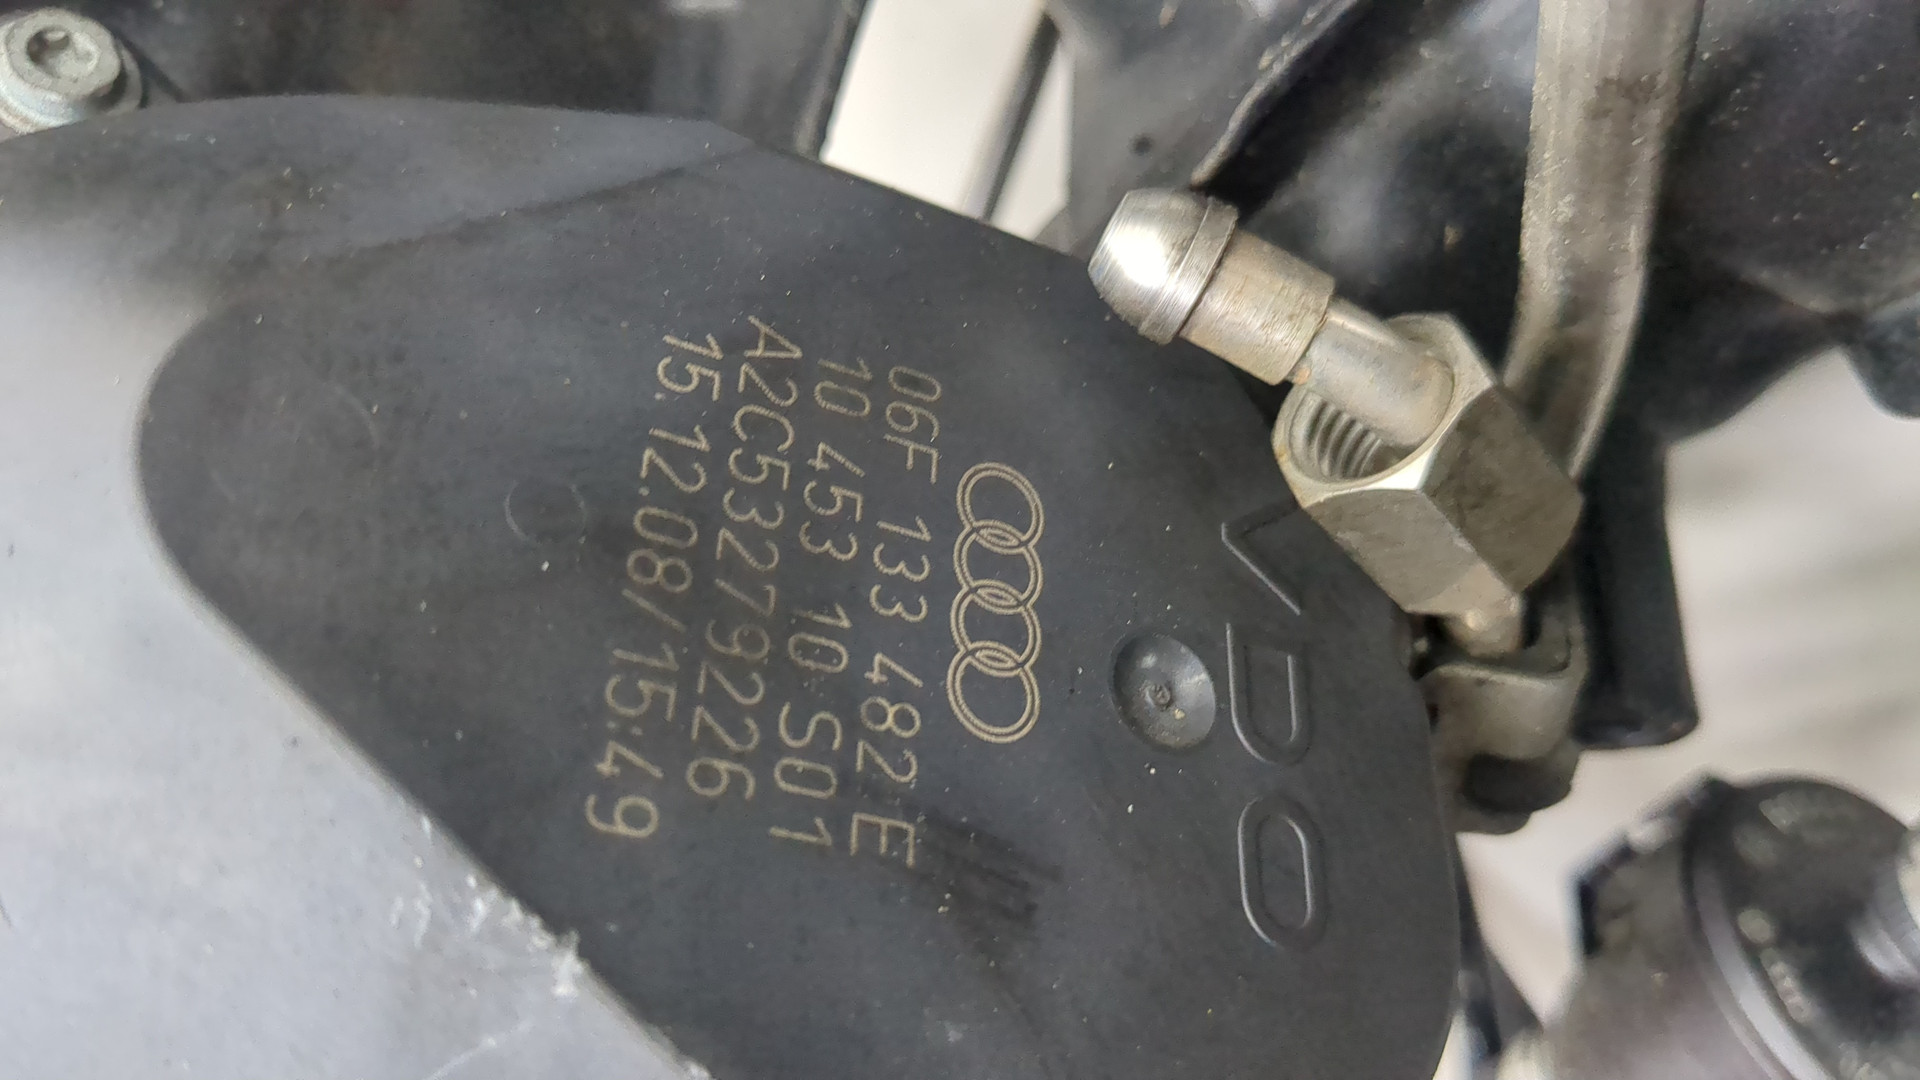 VDO
06F 133 482 E
10 453 10 S01
A2C53279226
15.12.08/15:49